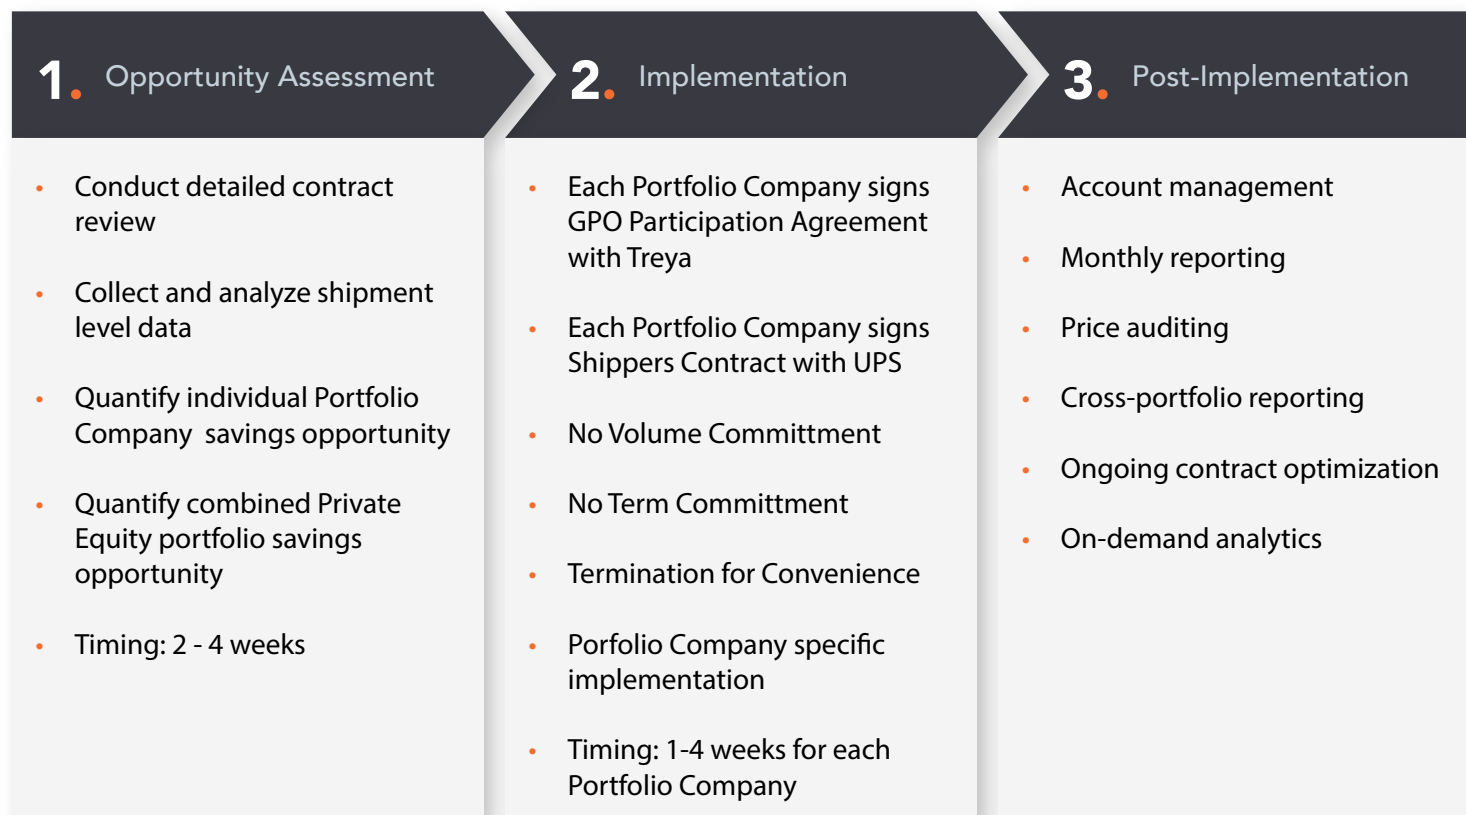 1. Opportunity Assessment
• Conduct detailed contract
review
• Collect and analyze shipment
level data
• Quantify individual Portfolio
Company  savings opportunity
• Quantify combined Private
Equity portfolio savings
opportunity
• Timing: 2 - 4 weeks
2. Implementation
• Each Portfolio Company signs
GPO Participation Agreement
with Treya
• Each Portfolio Company signs
Shippers Contract with UPS
• No Volume Committment
• No Term Committment
• Termination for Convenience
• Porfolio Company specific
implementation
• Timing: 1-4 weeks for each
Portfolio Company
3. Post-Implementation
• Account management
• Monthly reporting
• Price auditing
• Cross-portfolio reporting
• Ongoing contract optimization
• On-demand analytics